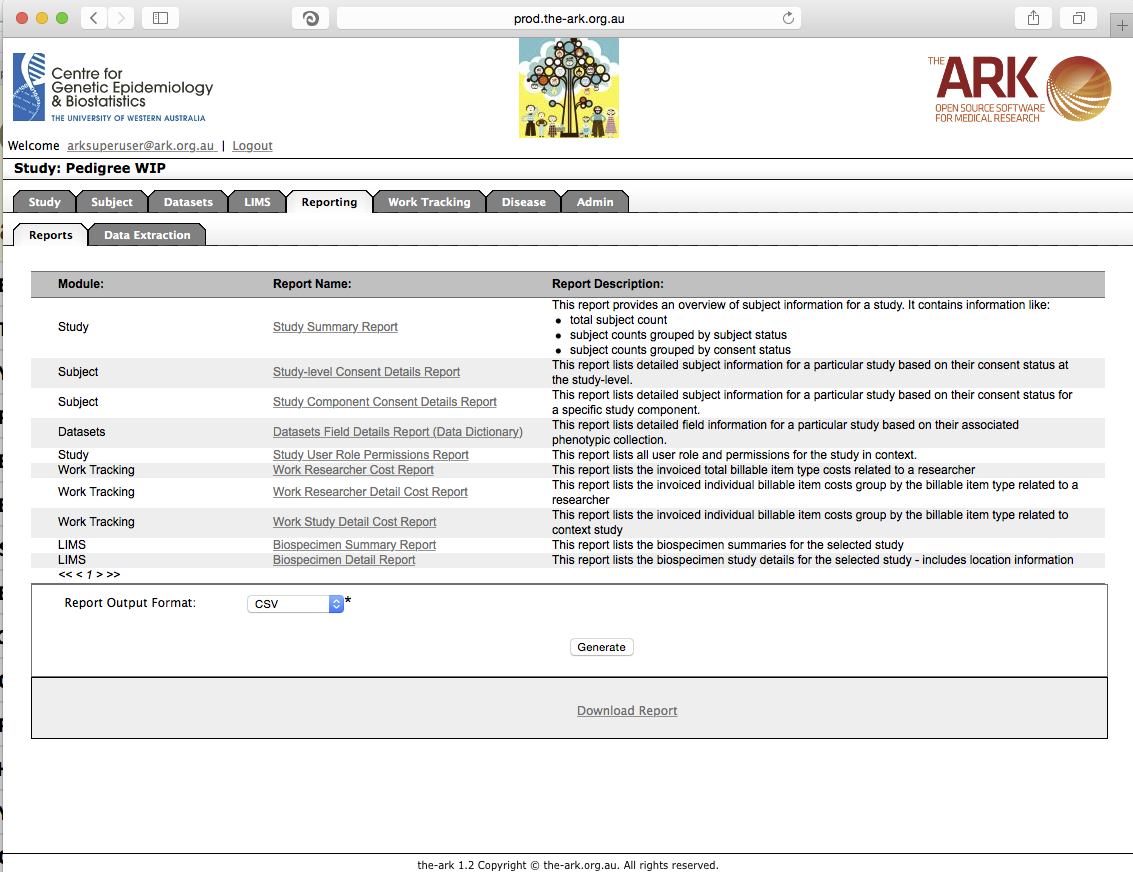 prod.the-ark.org.au
Centre for
Genetic Epidemiology
& Biostatistics
THE UNIVERSITY OF WESTERN AUSTRALIA
THE ARK
OPEN SOURCE SOFTWARE
FOR MEDICAL RESEARCH
Welcome arksuperuser@ark.org.au | Logout
Study: Pedigree WIP
Study Subject Datasets LIMS Reporting Work Tracking Disease Admin
Reports Data Extraction
Module: Report Name: Report Description:
This report provides an overview of subject information for a study. It contains information like:
• total subject count
Study Study Summary Report
• subject counts grouped by subject status
• subject counts grouped by consent status
Subject Study-level Consent Details Report This report lists detailed subject information for a particular study based on their consent status at
the study-level.
Subject Study Component Consent Details Report This report lists detailed subject information for a particular study based on their consent status for
a specific study component.
Datasets Datasets Field Details Report (Data Dictionary) This report lists detailed field information for a particular study based on their associated
phenotypic collection.
Study Study User Role Permissions Report This report lists all user role and permissions for the study in context.
Work Tracking Work Researcher Cost Report This report lists the invoiced total billable item type costs related to a researcher
Work Tracking Work Researcher Detail Cost Report This report lists the invoiced individual billable item costs group by the billable item type related to a
researcher
Work Tracking Work Study Detail Cost Report This report lists the invoiced individual billable item costs group by the billable item type related to
context study
LIMS Biospecimen Summary Report This report lists the biospecimen summaries for the selected study
LIMS Biospecimen Detail Report This report lists the biospecimen study details for the selected study - includes location information
<< < 1 > >>
Report Output Format: CSV *
Generate
Download Report
the-ark 1.2 Copyright © the-ark.org.au. All rights reserved.